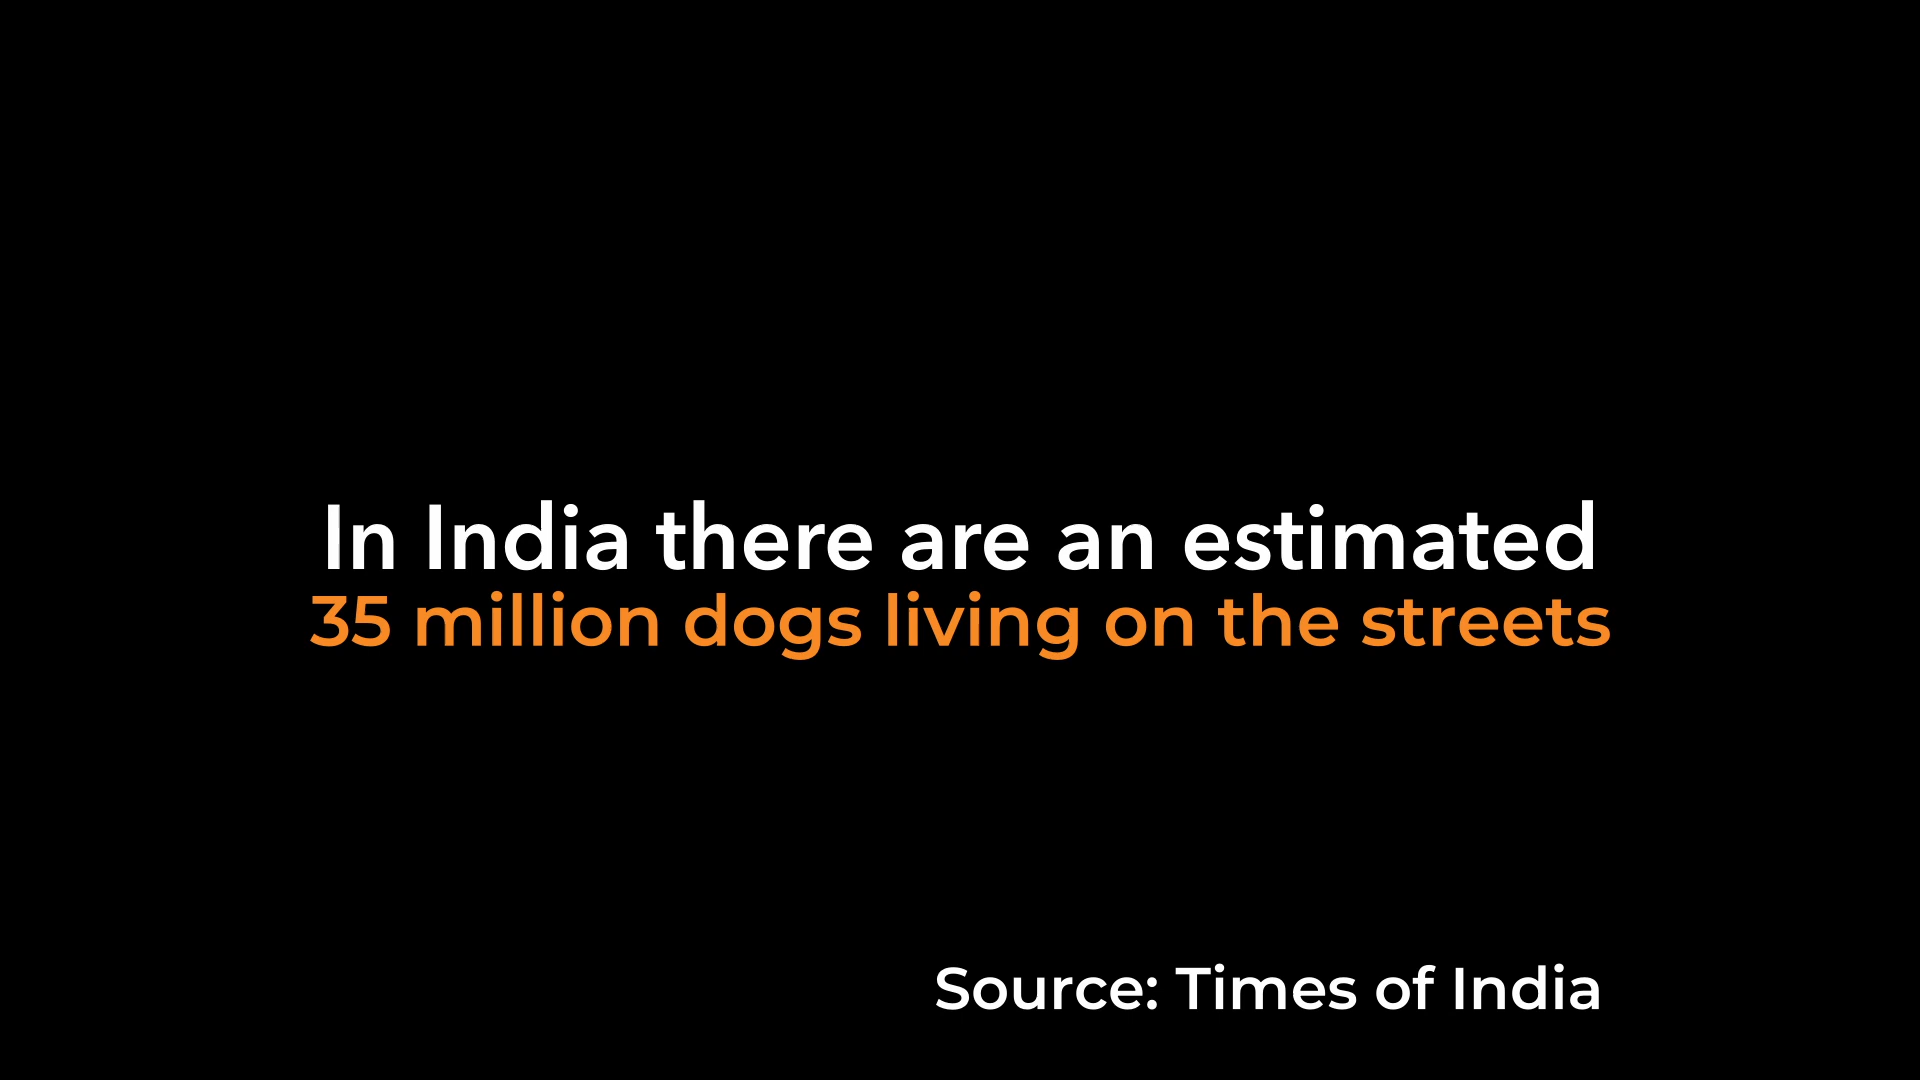 In India there are an estimated
35 million dogs living on the streets
Source: Times of India